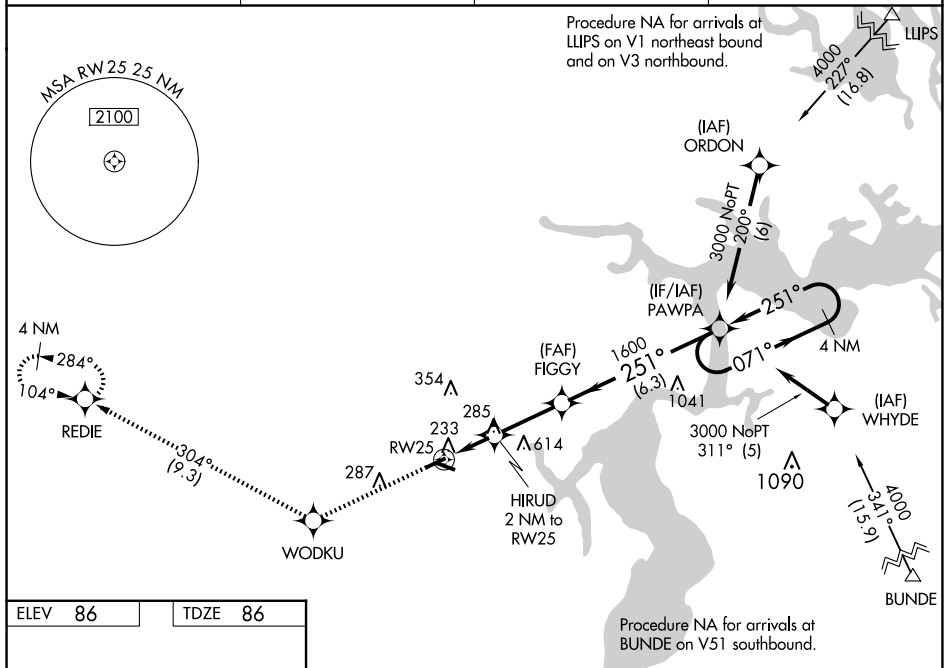 Procedure NA for arrivals at
LLIPS on V1 northeast bound
and on V3 northbound.
LLIPS
4000
227°
(16.8)
MSA RW25 25 NM
2100
(IAF)
ORDON
3000 NoPT
200°
(6)
(IF/IAF)
PAWPA
251°
071°
4 NM
4 NM
284°
104°
REDIE
(FAF)
FIGGY
1600
251°
(6.3)
1041
354
285
233
RW25
614
287
HIRUD
2 NM to
RW25
(IAF)
WHYDE
3000 NoPT
311° (5)
1090
304°
(9.3)
WODKU
4000
341°
(15.9)
BUNDE
ELEV 86
TDZE 86
Procedure NA for arrivals at
BUNDE on V51 southbound.